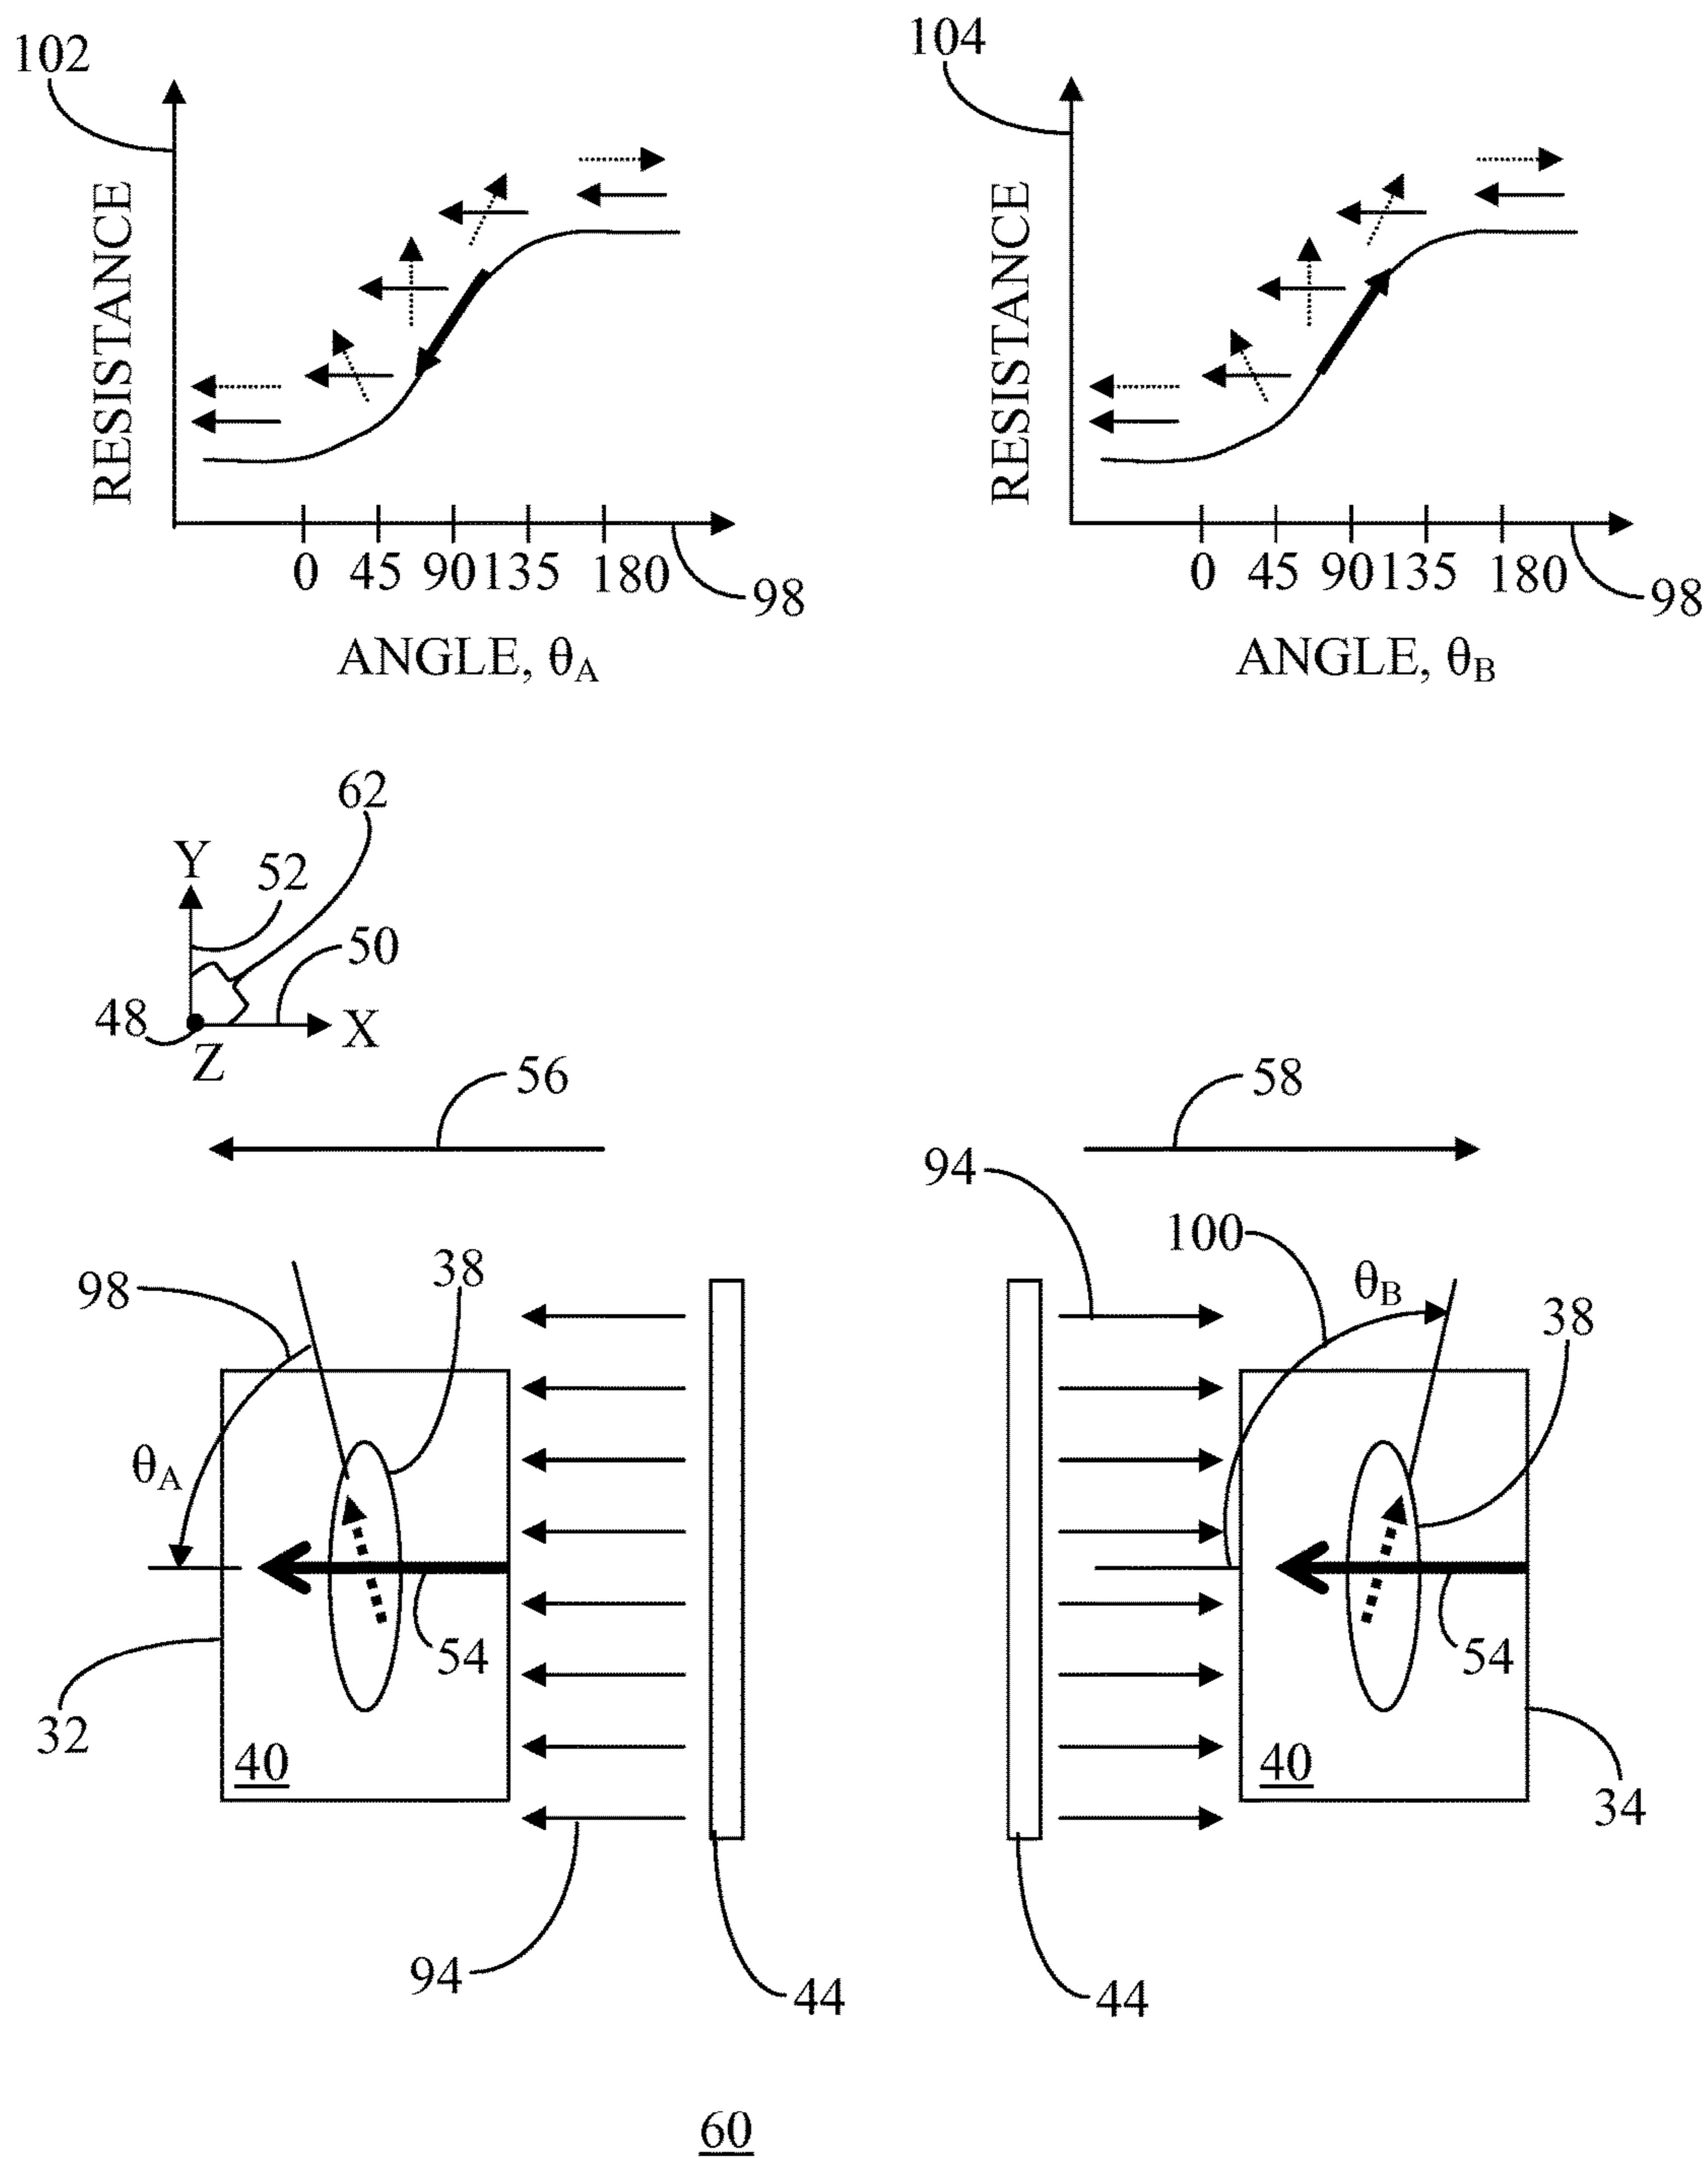 102
104
RESISTANCE
RESISTANCE
0 45 90 135 180
98
0 45 90 135 180
98
ANGLE, θA
ANGLE, θB
62
Y
52
50
48
X
Z
56
58
94
100
θB
98
38
38
θA
54
54
32
40
40
34
94
44
44
60